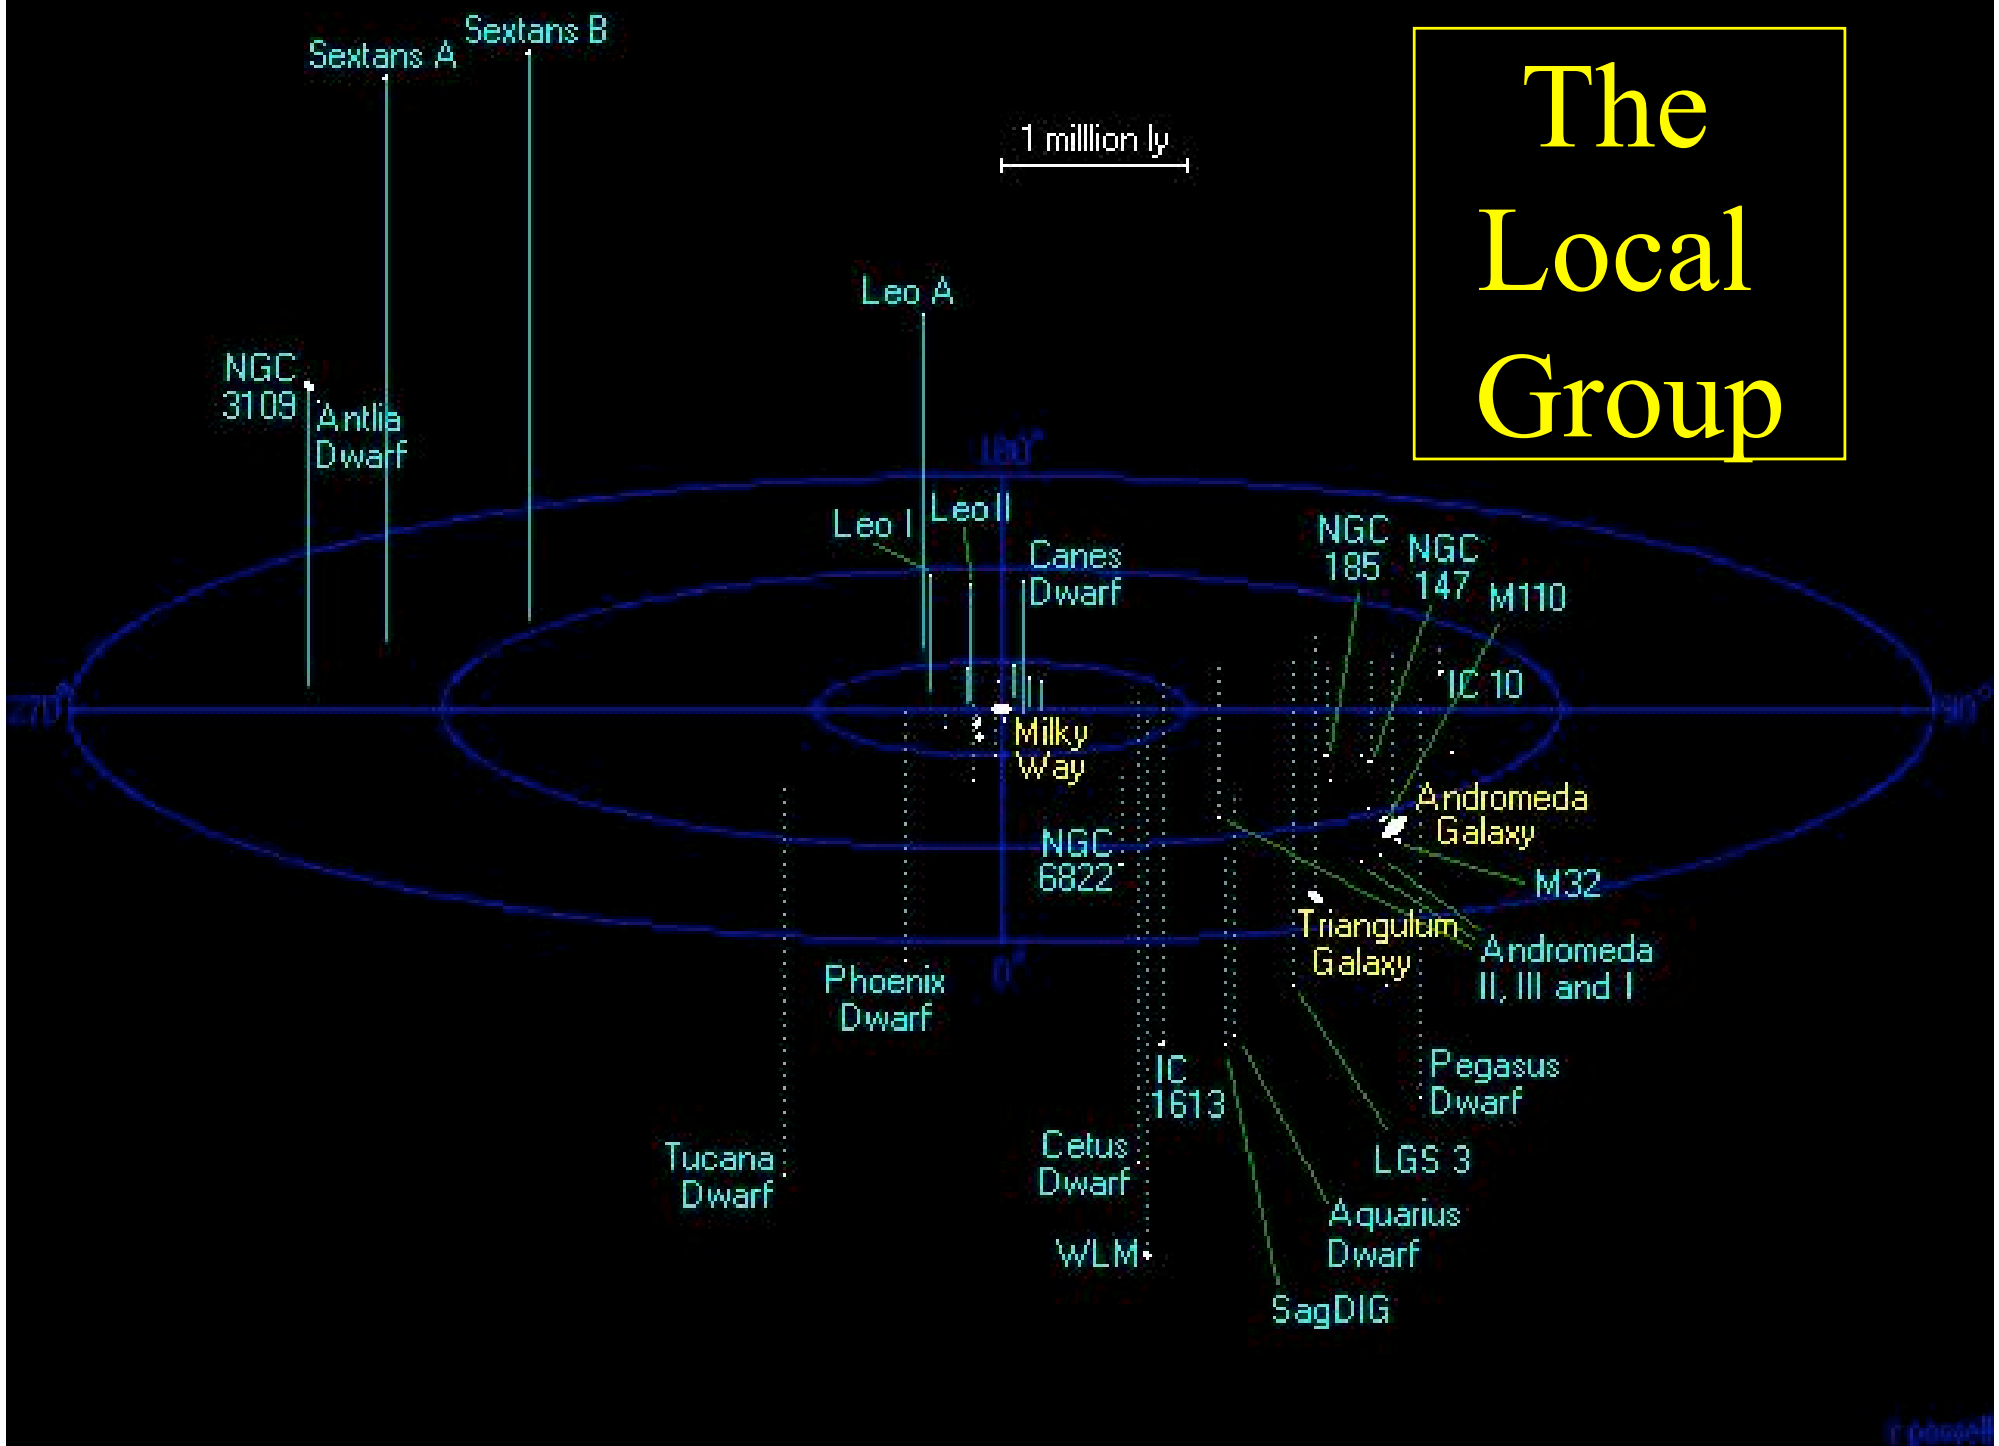 Sextans B
Sextans A
The
Local
Group
1 milllion ly
Leo A
NGC
3109
Antlia
Dwarf
180°
Leo I
Leo II
Canes
Dwarf
NGC
185
NGC
147
M110
IC 10
270°
90°
Milky
Way
Andromeda
Galaxy
NGC
6822
M32
Triangulum
Galaxy
Andromeda
II, III and I
0°
Phoenix
Dwarf
IC
1613
Pegasus
Dwarf
Tucana
Dwarf
Cetus
Dwarf
LGS 3
Aquarius
Dwarf
WLM
SagDIG
r powell